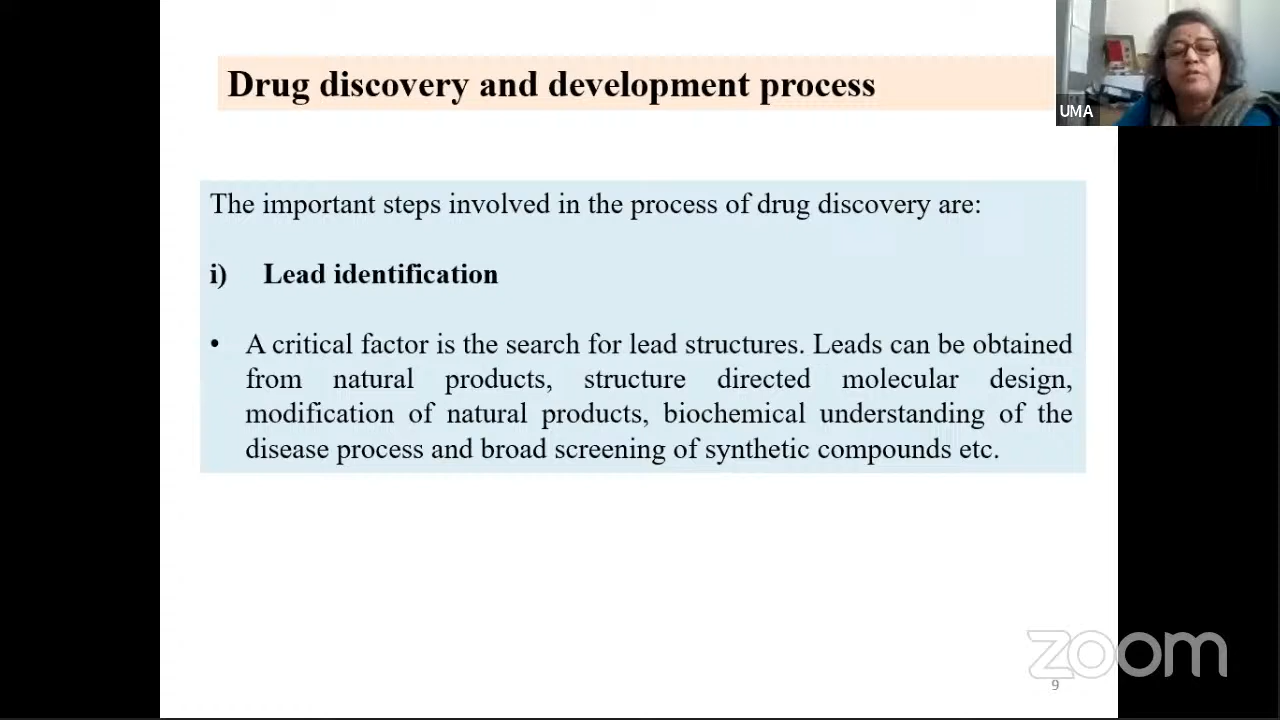 Drug discovery and development process
UMA
The important steps involved in the process of drug discovery are:
i) Lead identification
• A critical factor is the search for lead structures. Leads can be obtained
from natural products, structure directed molecular design,
modification of natural products, biochemical understanding of the
disease process and broad screening of synthetic compounds etc.
zoom
9